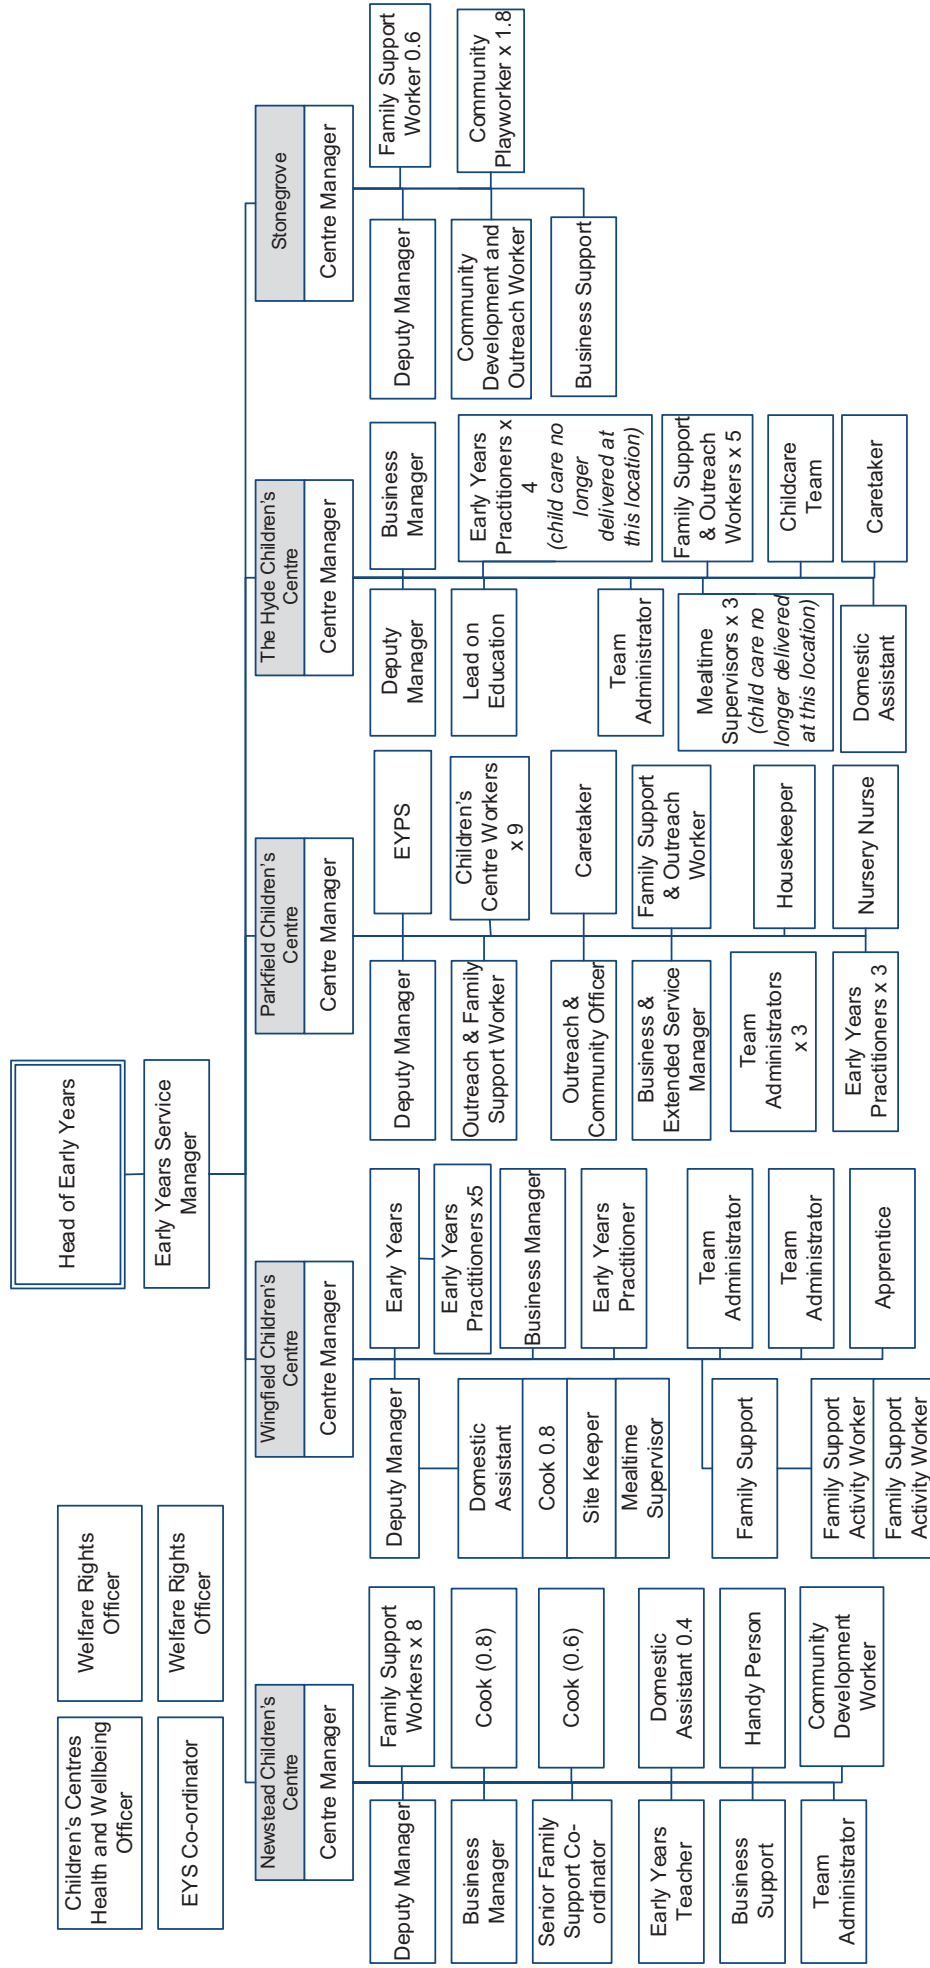 Head of Early Years
Early Years Service
Manager
Children's Centres
Health and Wellbeing
Officer
Welfare Rights
Officer
EYS Co-ordinator
Welfare Rights
Officer
Newstead Children's
Centre
Centre Manager
Deputy Manager
Family Support
Workers x 8
Business
Manager
Cook (0.8)
Senior Family
Support Co-
ordinator
Cook (0.6)
Early Years
Teacher
Domestic
Assistant 0.4
Business
Support
Handy Person
Team
Administrator
Community
Development
Worker
Wingfield Children's
Centre
Centre Manager
Deputy Manager
Early Years
Early Years
Practitioners x5
Domestic
Assistant
Cook 0.8
Site Keeper
Mealtime
Supervisor
Business Manager
Early Years
Practitioner
Family Support
Family Support
Activity Worker
Family Support
Activity Worker
Team
Administrator
Team
Administrator
Apprentice
Parkfield Children's
Centre
Centre Manager
Deputy Manager
EYPS
Outreach & Family
Support Worker
Children's
Centre Workers
x 9
Outreach &
Community Officer
Caretaker
Business &
Extended Service
Manager
Family Support
& Outreach
Worker
Team
Administrators
x 3
Housekeeper
Early Years
Practitioners x 3
Nursery Nurse
The Hyde Children's
Centre
Centre Manager
Deputy
Manager
Business
Manager
Lead on
Education
Early Years
Practitioners x
4
(child care no
longer
delivered at
this location)
Team
Administrator
Family Support
& Outreach
Workers x 5
Mealtime
Supervisors x 3
(child care no
longer delivered
at this location)
Childcare
Team
Domestic
Assistant
Caretaker
Stonegrove
Centre Manager
Deputy Manager
Family Support
Worker 0.6
Community
Development and
Outreach Worker
Community
Playworker x 1.8
Business Support